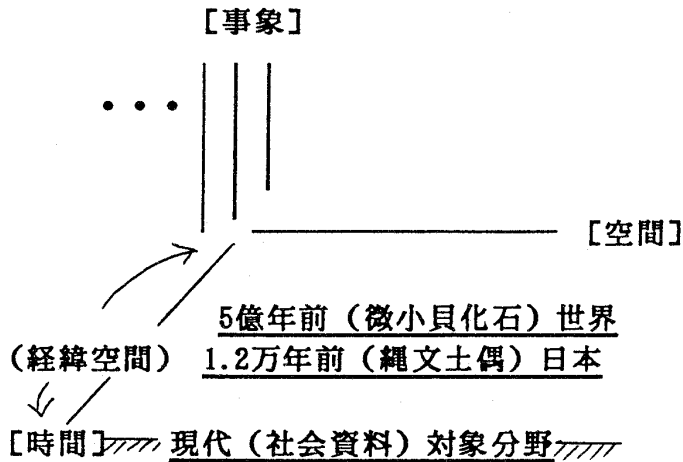 [事象]
・・・
[空間]
5億年前（微小貝化石）世界
(経緯空間) 1.2万年前（縄文土偶）日本
[時間] 現代（社会資料）対象分野